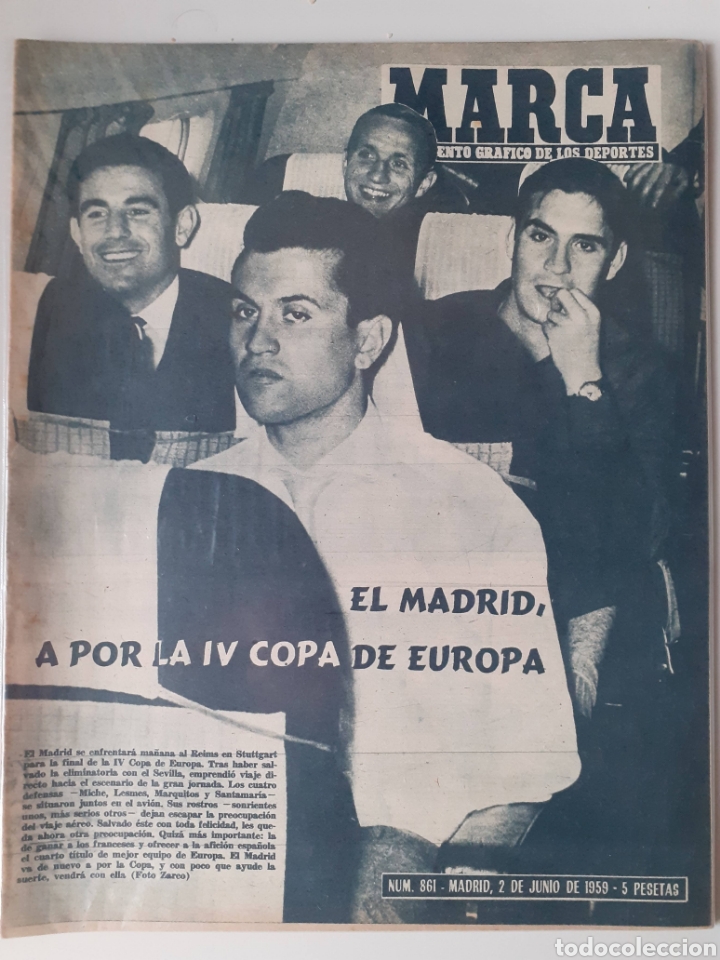 MARCA
ENTO GRAFICO DE LOS DEPORTES
EL MADRID,
A POR LA IV COPA DE EUROPA
El Madrid se enfrentará mañana al Reims en Stuttgart
para la final de la IV Copa de Europa. Tras haber sal-
vado la eliminatoria con el Sevilla, emprendió viaje di-
recto hacia el escenario de la gran jornada. Los cuatro
defensas —Miche, Lesmes, Marquitos y Santamaría—
se situaron juntos en el avión. Sus rostros —sonrientes
unos, más serios otros— dejan escapar la preocupación
del viaje aéreo. Salvado éste con toda felicidad, les que-
da ahora otra preocupación. Quizá más importante: la
de ganar a los franceses y ofrecer a la afición española
el cuarto título de mejor equipo de Europa. El Madrid
va de nuevo a por la Copa, y con poco que ayude la
suerte, vendrá con ella (Foto Zarco)
NUM. 861 - MADRID, 2 DE JUNIO DE 1959 - 5 PESETAS
todocoleccion